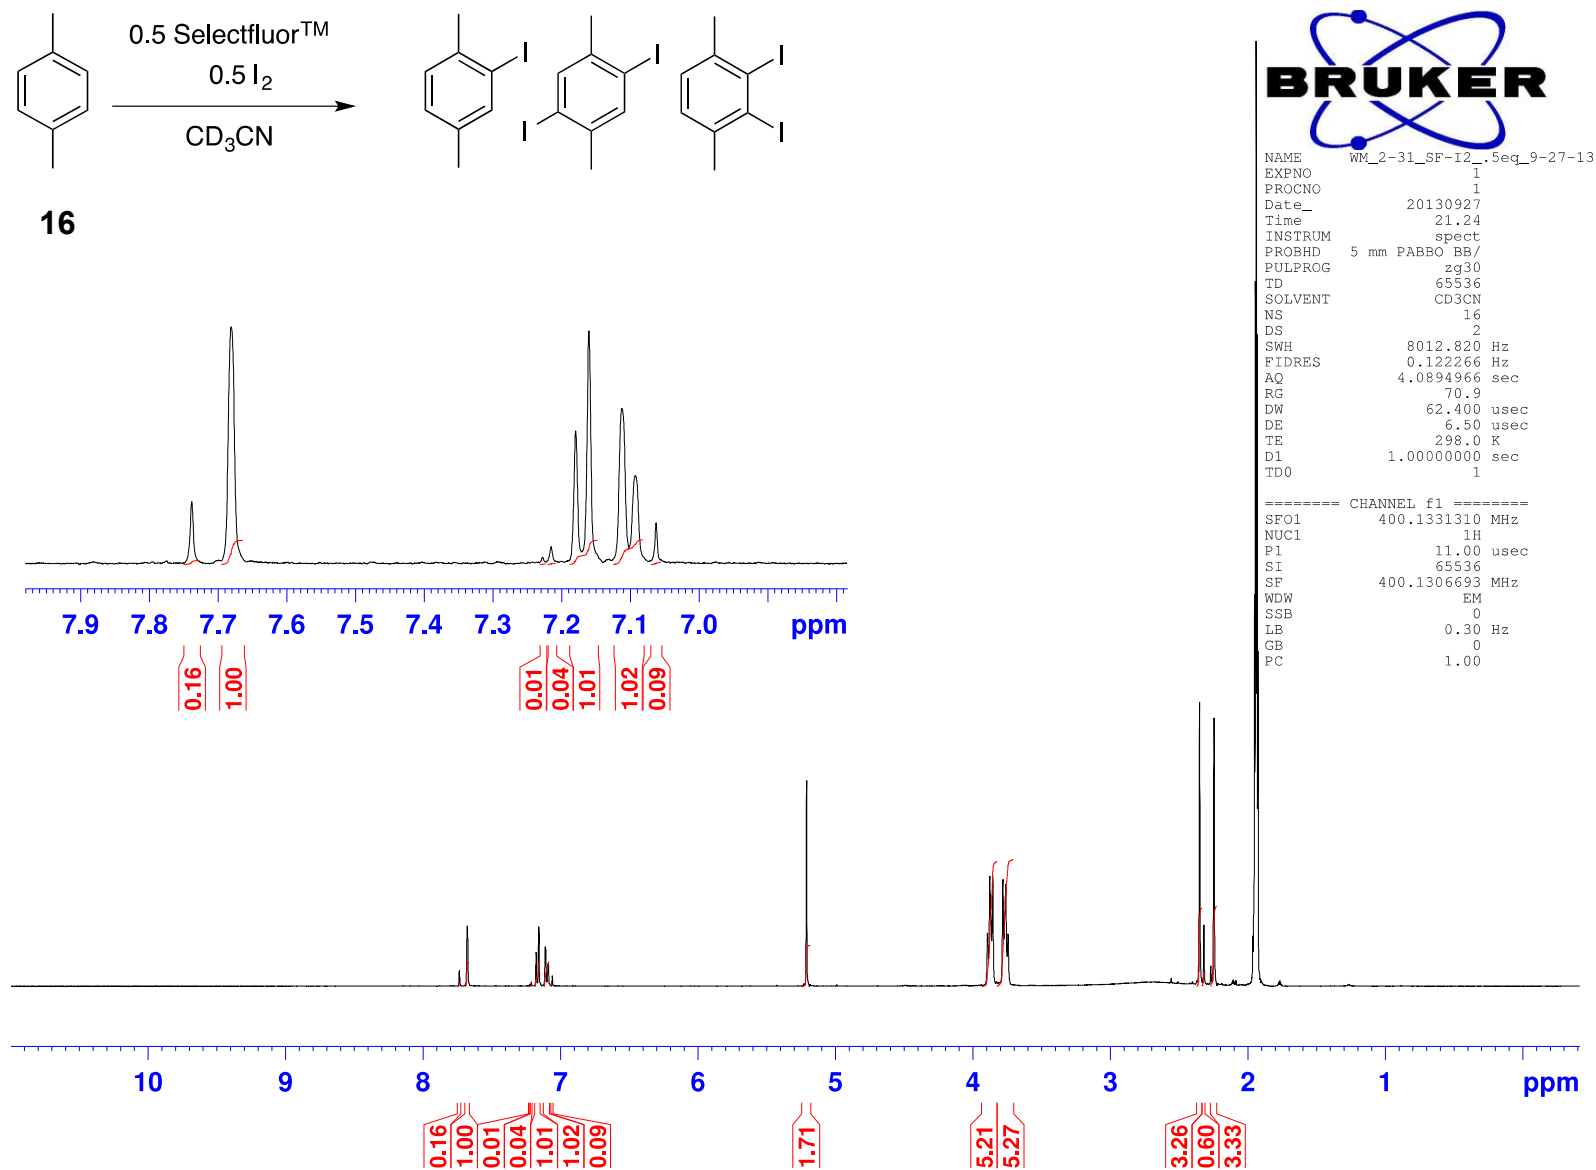 0.5 Selectfluor™
0.5 I2
CD3CN
I
I
I
I
I
16
BRUKER
NAME WM_2-31_SF-I2_.5eq_9-27-13
EXPNO 1
PROCNO 1
Date_ 20130927
Time 21.24
INSTRUM spect
PROBHD 5 mm PABBO BB/
PULPROG zg30
TD 65536
SOLVENT CD3CN
NS 16
DS 2
SWH 8012.820 Hz
FIDRES 0.122266 Hz
AQ 4.0894966 sec
RG 70.9
DW 62.400 usec
DE 6.50 usec
TE 298.0 K
D1 1.00000000 sec
TD0 1
======== CHANNEL f1 ========
SFO1 400.1331310 MHz
NUC1 1H
P1 11.00 usec
SI 65536
SF 400.1306693 MHz
WDW EM
SSB 0
LB 0.30 Hz
GB 0
PC 1.00
7.9 7.8 7.7 7.6 7.5 7.4 7.3 7.2 7.1 7.0 ppm
0.16 1.00 0.01 0.04 1.01 1.02 0.09
10 9 8 7 6 5 4 3 2 1 ppm
0.16 1.00 0.01 0.04 1.01 1.02 0.09 1.71 5.21 5.27 3.26 0.60 3.33